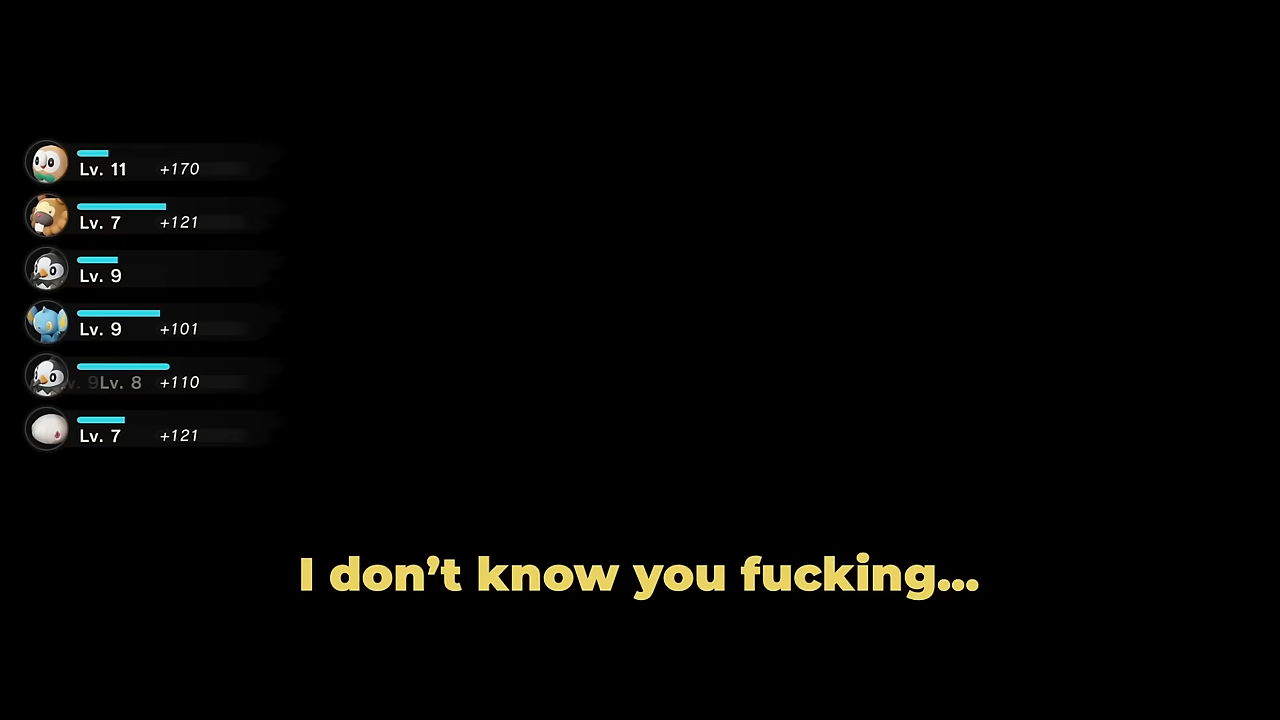 Lv. 11 +170
Lv. 7 +121
Lv. 9
Lv. 9 +101
Lv. 9Lv. 8 +110
Lv. 7 +121
I don’t know you fucking...